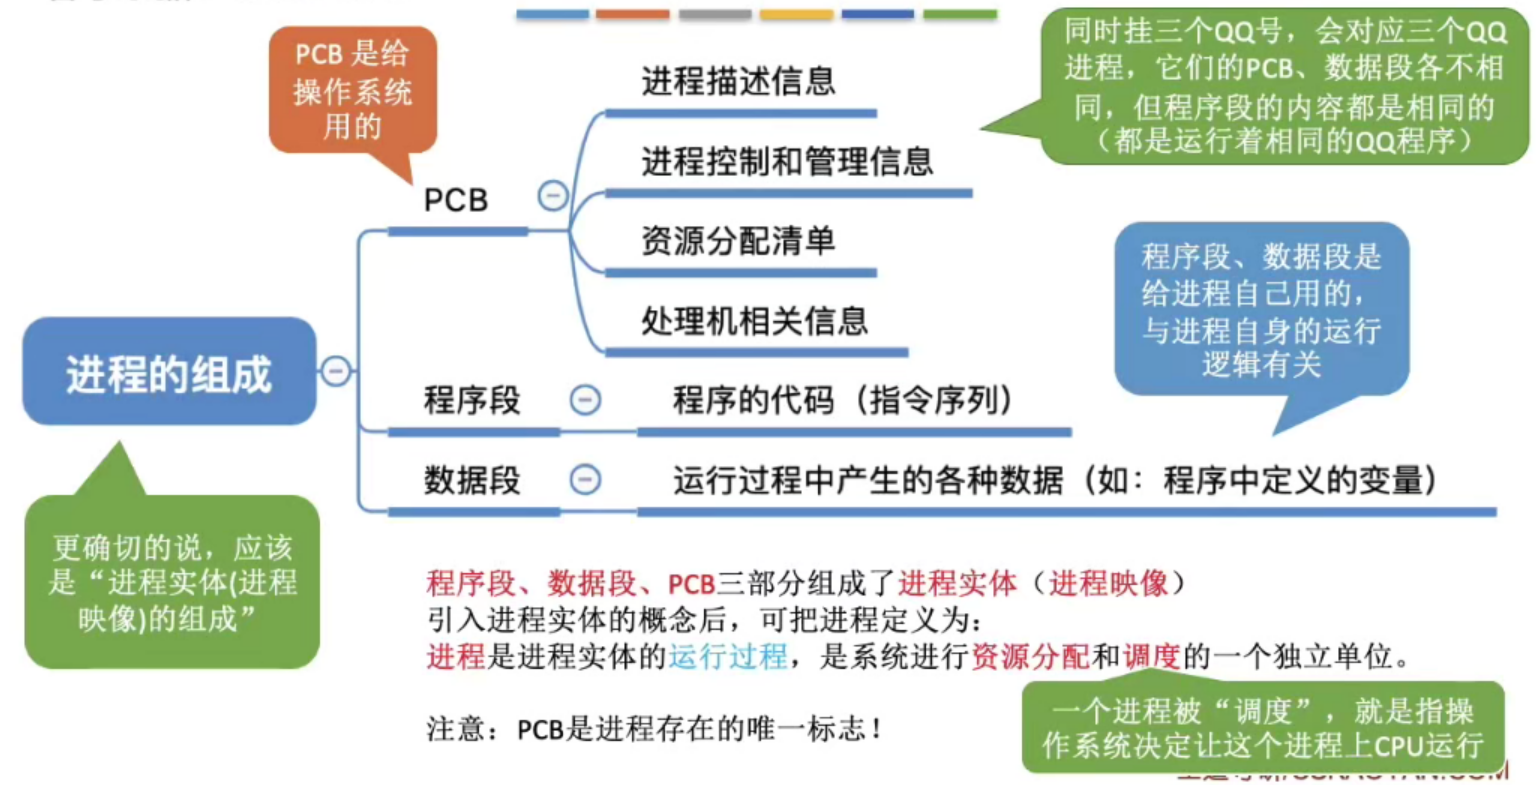 PCB 是给
操作系统
用的
同时挂三个QQ号，会对应三个QQ
进程，它们的PCB、数据段各不相
同，但程序段的内容都是相同的
（都是运行着相同的QQ程序）
进程描述信息
进程控制和管理信息
PCB
资源分配清单
处理机相关信息
程序段、数据段是
给进程自己用的，
与进程自身的运行
逻辑有关
进程的组成
程序段
程序的代码（指令序列）
数据段
运行过程中产生的各种数据（如：程序中定义的变量）
更确切的说，应该
是“进程实体(进程
映像)的组成”
程序段、数据段、PCB三部分组成了进程实体（进程映像）
引入进程实体的概念后，可把进程定义为：
进程是进程实体的运行过程，是系统进行资源分配和调度的一个独立单位。
一个进程被“调度”，就是指操
作系统决定让这个进程上CPU运行
注意：PCB是进程存在的唯一标志！